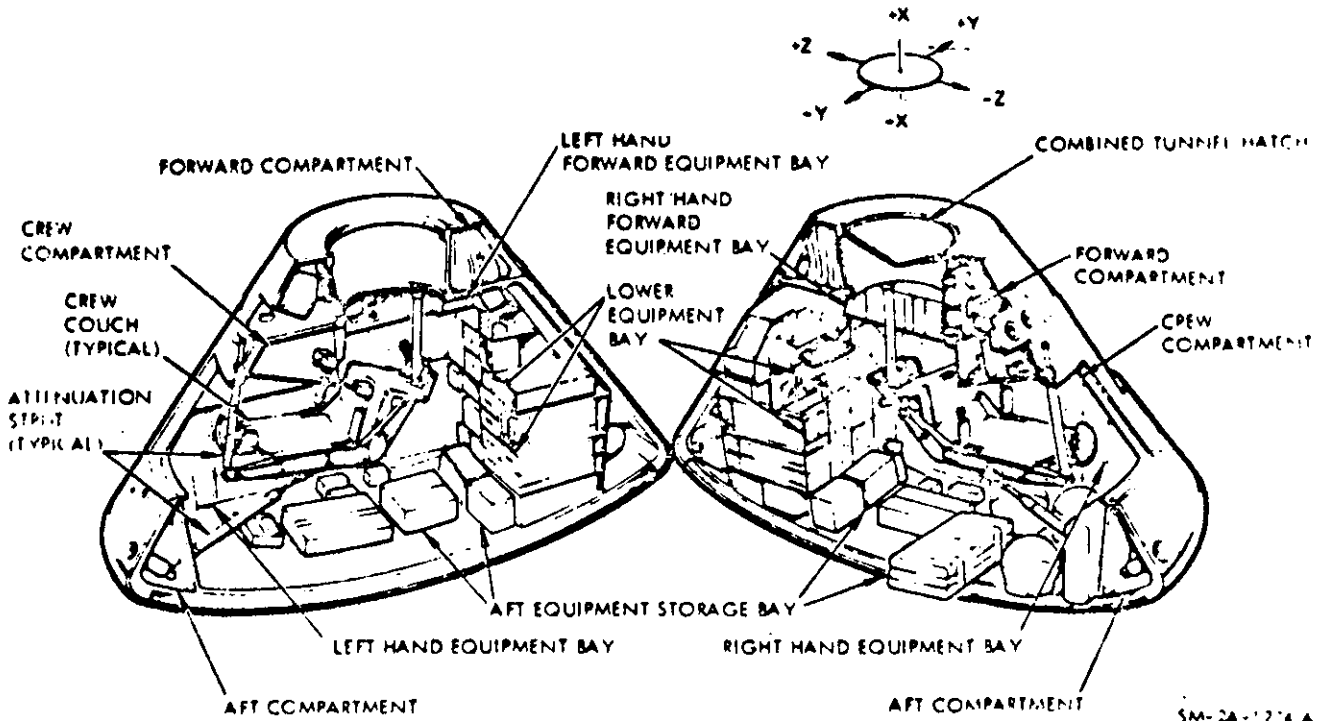 +X
+Y
+Z
-Y
-Z
+X
LEFT HAND
FORWARD EQUIPMENT BAY
FORWARD COMPARTMENT
COMBINED TUNNEL HATCH
RIGHT HAND
FORWARD
EQUIPMENT BAY
CREW
COMPARTMENT
FORWARD
COMPARTMENT
CREW
COUCH
(TYPICAL)
LOWER
EQUIPMENT
BAY
CREW
COMPARTMENT
ATTENUATION
STRUT
(TYPICAL)
AFT EQUIPMENT STORAGE BAY
LEFT HAND EQUIPMENT BAY
RIGHT HAND EQUIPMENT BAY
AFT COMPARTMENT
AFT COMPARTMENT